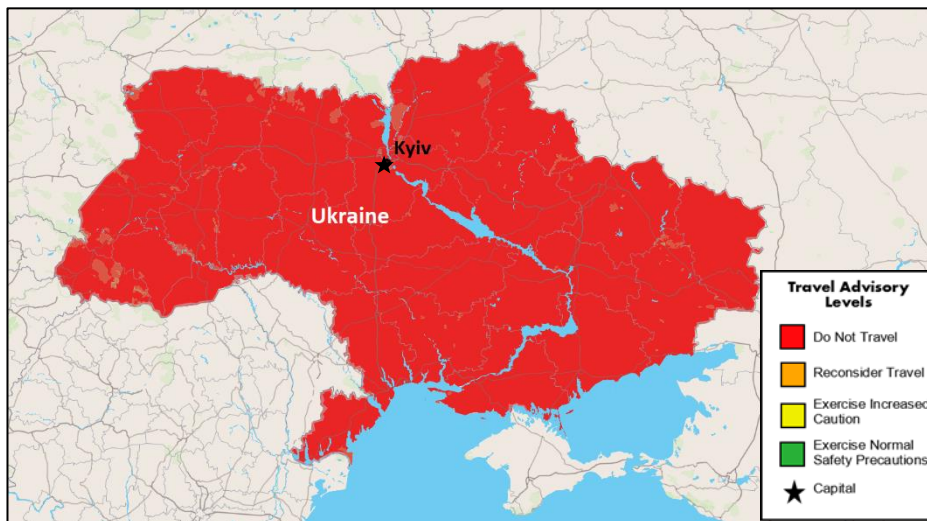 Kyiv
Ukraine
Travel Advisory
Levels
Do Not Travel
Reconsider Travel
Exercise Increased
Caution
Exercise Normal
Safety Precautions
Capital